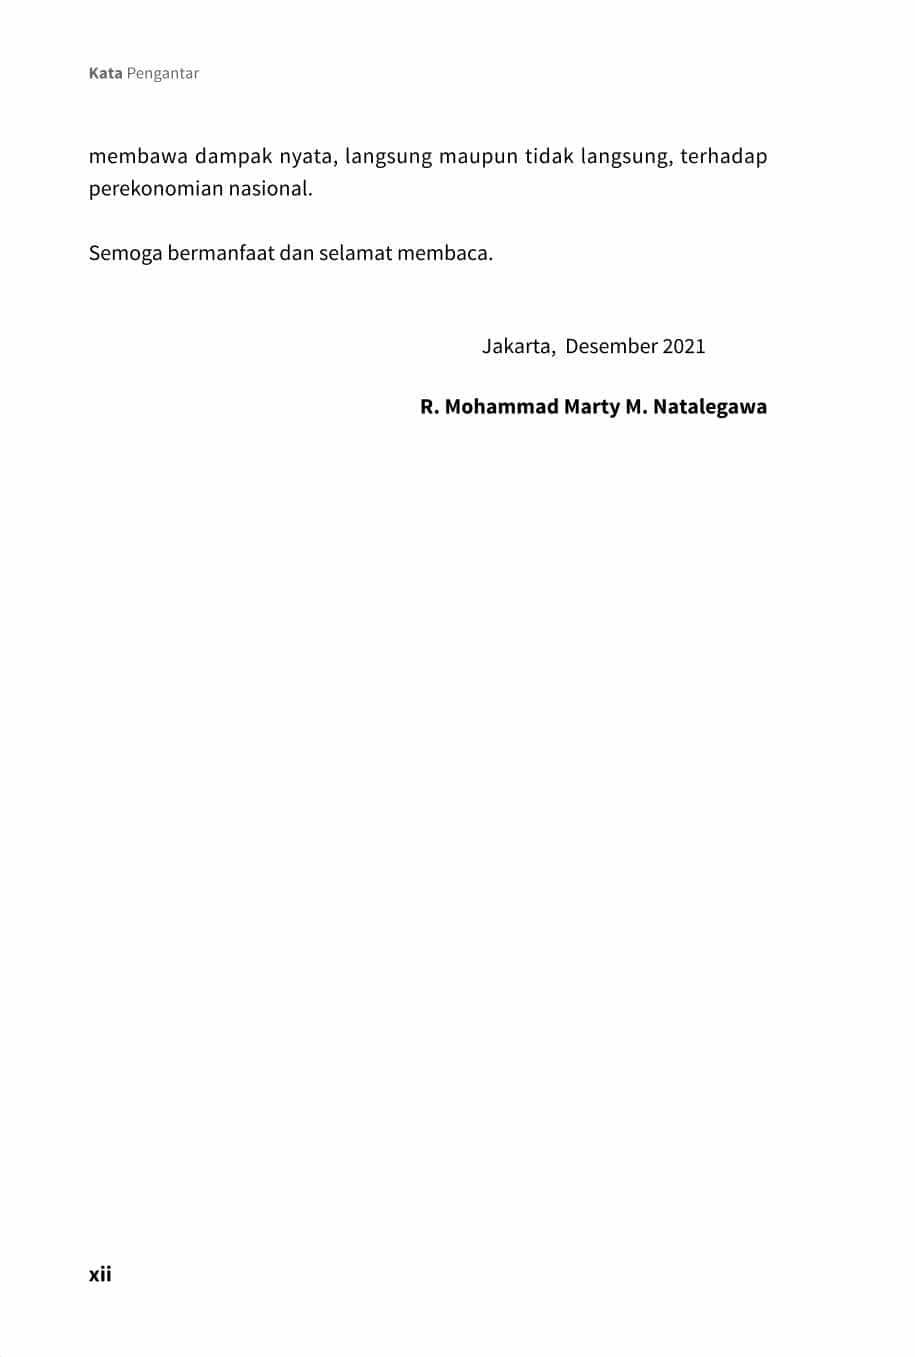 Kata Pengantar
membawa dampak nyata, langsung maupun tidak langsung, terhadap
perekonomian nasional.
Semoga bermanfaat dan selamat membaca.
Jakarta,  Desember 2021
R. Mohammad Marty M. Natalegawa
xii